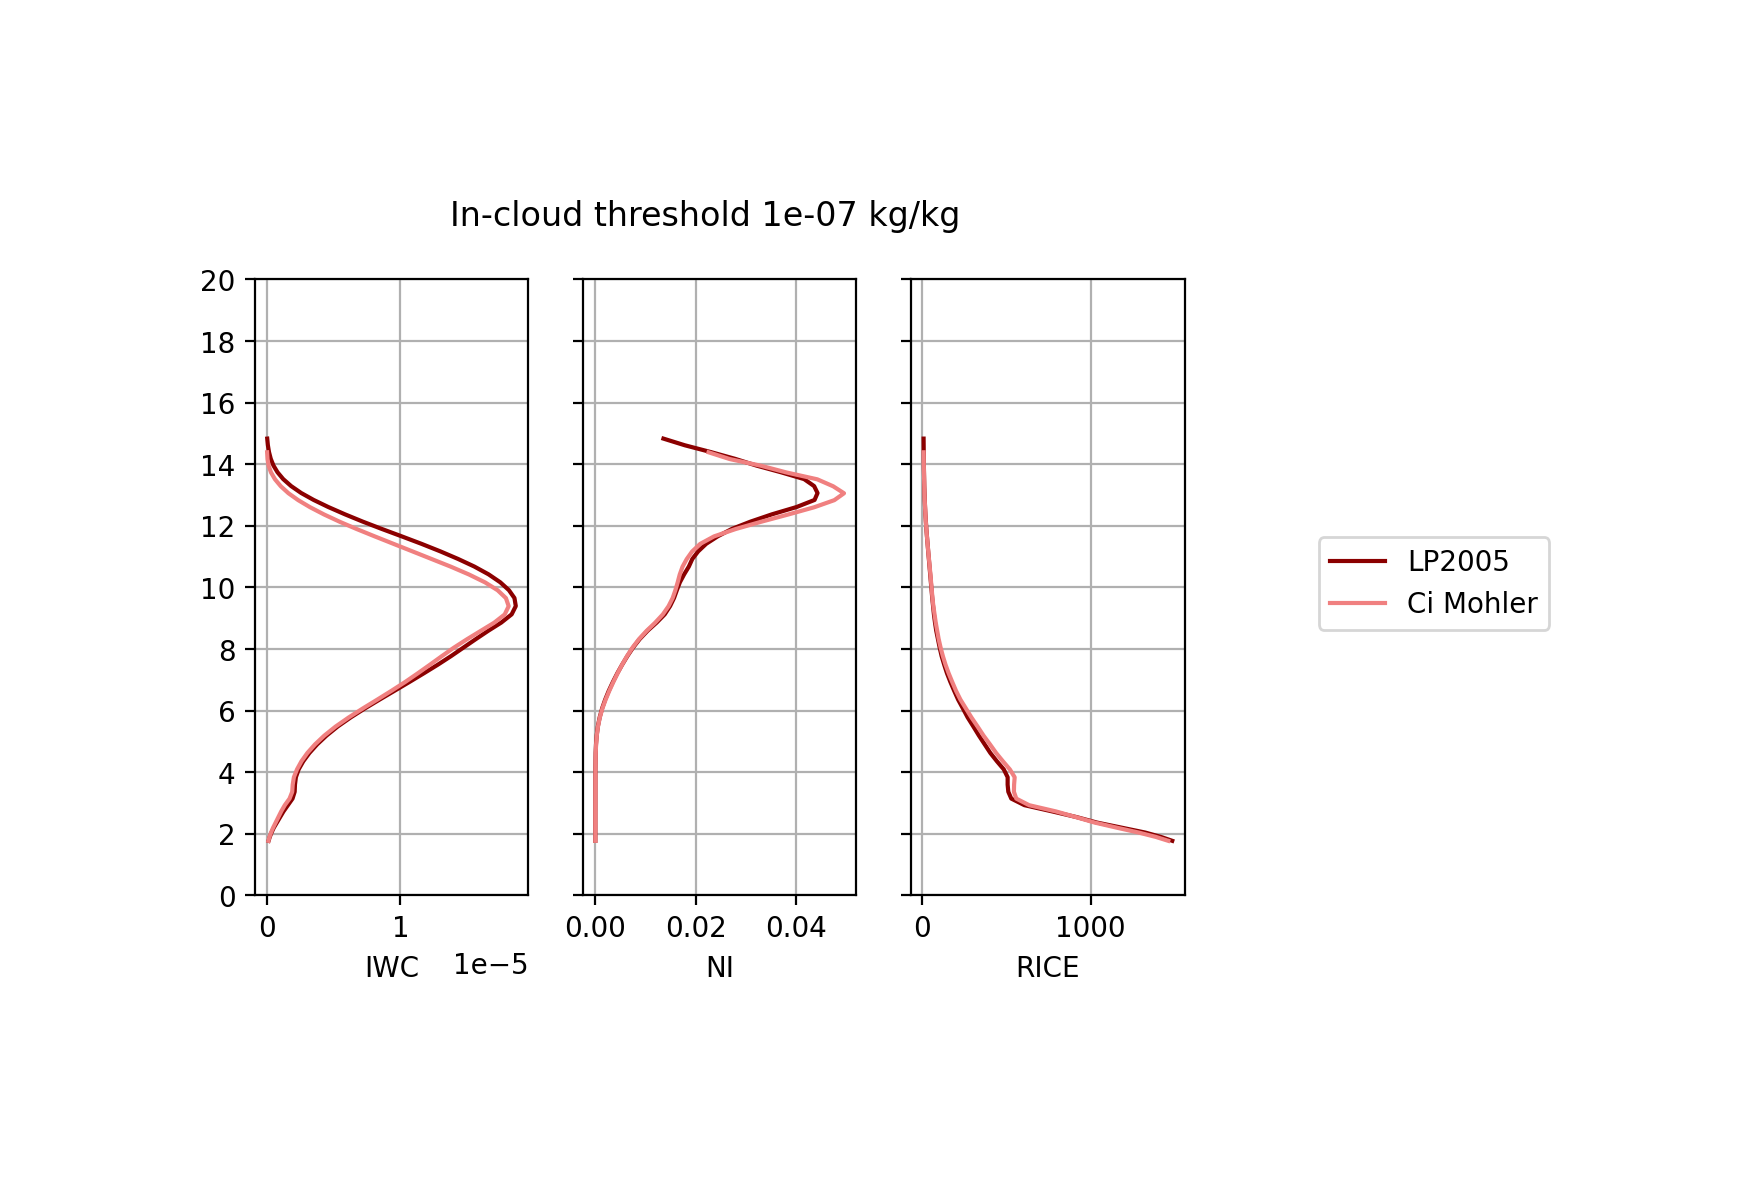 In-cloud threshold 1e-07 kg/kg
20
18
16
14
12
10
8
6
4
2
0
0 1
1e−5
IWC
0.00 0.02 0.04
NI
0 1000
RICE
LP2005
Ci Mohler